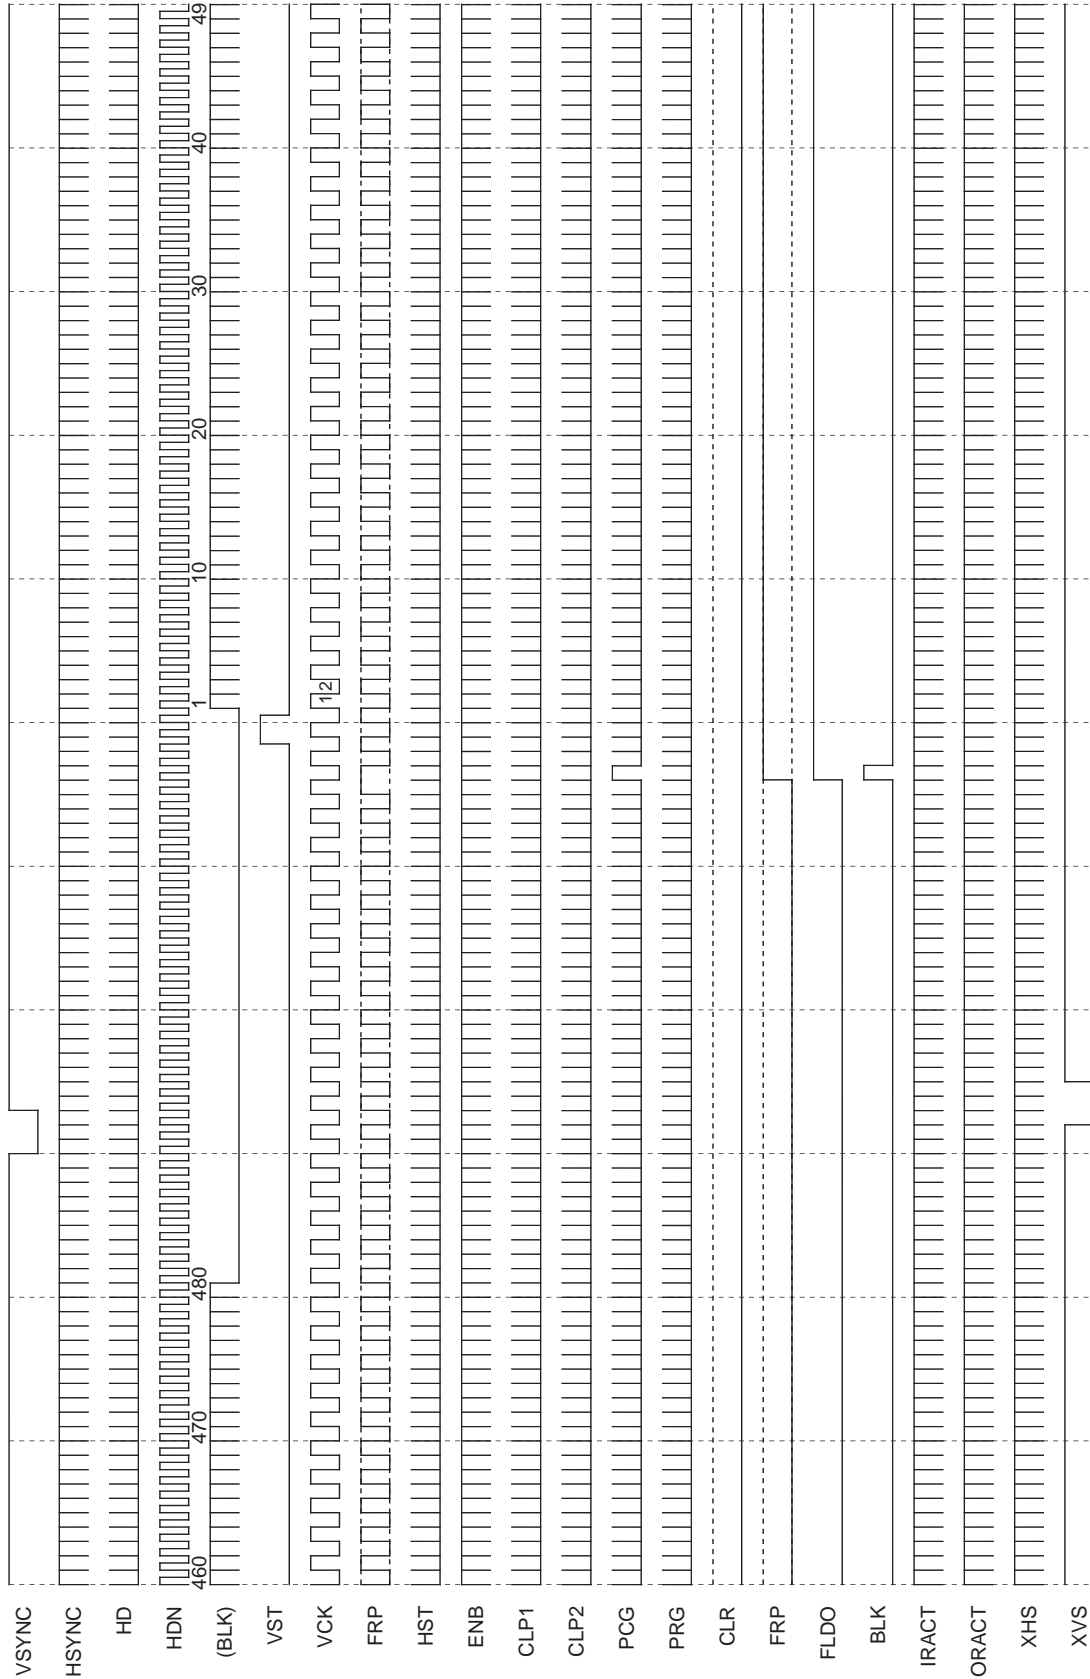 VSYNC
HSYNC
HD
HDN
(BLK)
460
470
480
1
10
20
30
40
49
VST
VCK
1 2
FRP
HST
ENB
CLP1
CLP2
PCG
PRG
CLR
FRP
FLDO
BLK
IRACT
ORACT
XHS
XVS